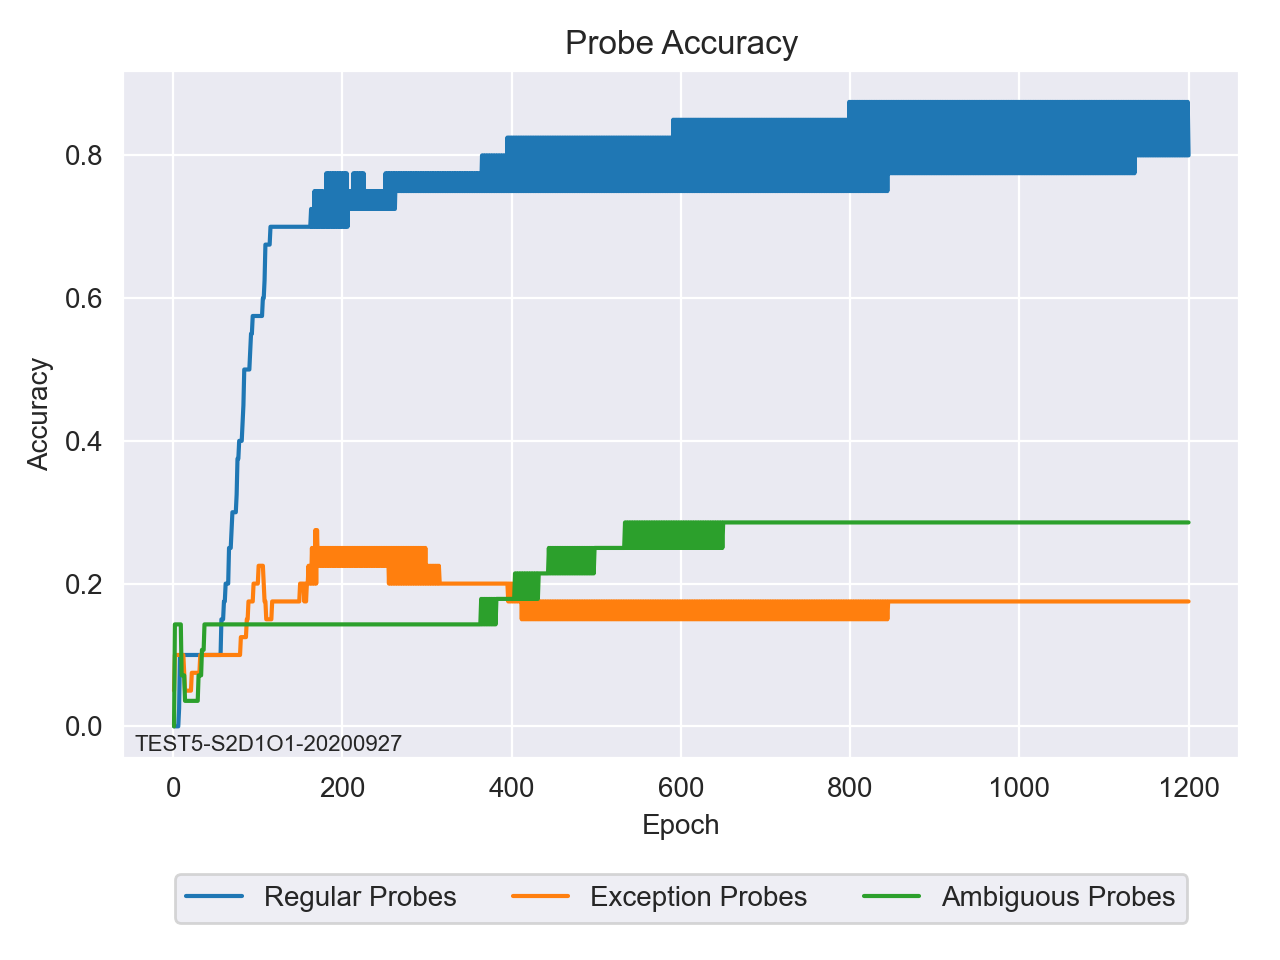 Probe Accuracy
Accuracy
0.8
0.6
0.4
0.2
0.0
TEST5-S2D1O1-20200927
0 200 400 600 800 1000 1200
Epoch
Regular Probes Exception Probes Ambiguous Probes